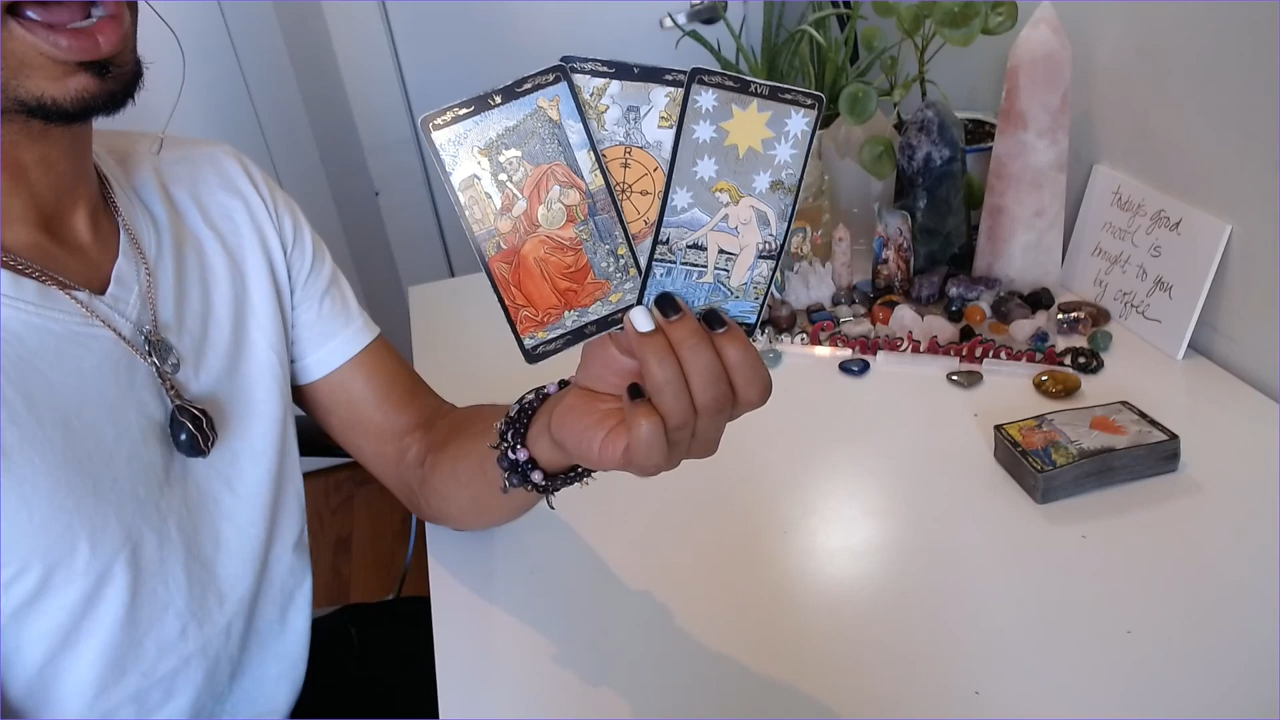 V
XVII
R
today's good
mood is
brought to you
by coffee
Conversations